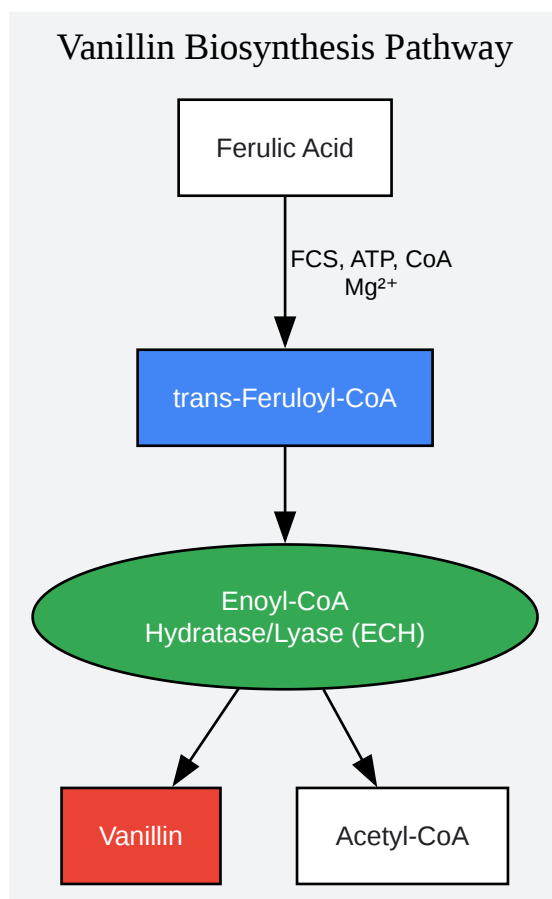 Vanillin Biosynthesis Pathway
Ferulic Acid
FCS, ATP, CoA
Mg²⁺
trans-Feruloyl-CoA
Enoyl-CoA
Hydratase/Lyase (ECH)
Vanillin
Acetyl-CoA